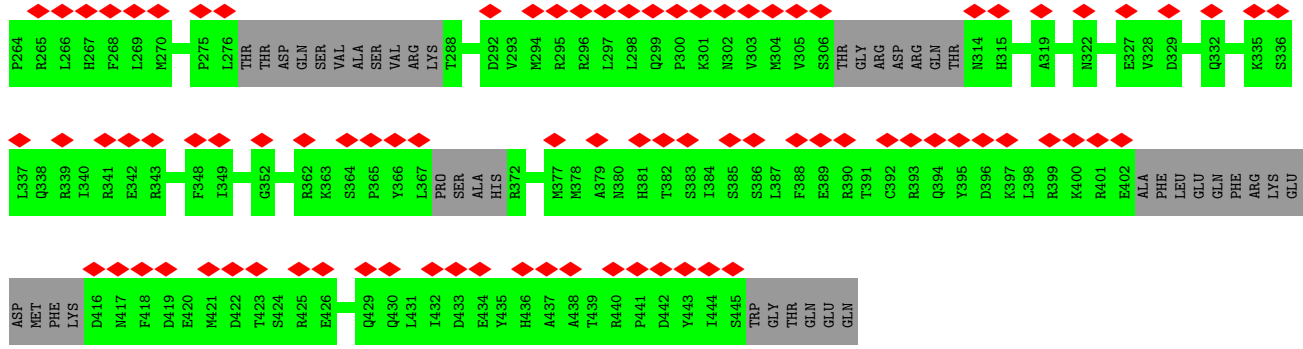 P264 R265 L266 H267 F268 L269 M270 P275 L276 THR THR ASP GLN SER VAL ALA SER VAL ARG LYS T288 D292 V293 M294 R295 R296 L297 L298 Q299 P300 K301 N302 V303 M304 V305 S306 THR GLY ARG ASP ARG GLN THR N314 H315 A319 N322 E327 V328 D329 Q332 K335 S336
L337 Q338 R339 I340 R341 E342 R343 F348 I349 G352 R362 K363 S364 P365 Y366 L367 PRO SER ALA HIS R372 M377 M378 A379 N380 H381 T382 S383 I384 S385 S386 L387 F388 E389 R390 T391 C392 R393 Q394 Y395 D396 K397 L398 R399 K400 R401 E402 ALA PHE LEU GLU GLN PHE ARG LYS GLU
ASP MET PHE LYS D416 N417 F418 D419 E420 M421 D422 T423 S424 R425 E426 Q429 Q430 L431 I432 D433 E434 Y435 H436 A437 A438 T439 R440 P441 D442 Y443 I444 S445 TRP GLY THR GLN GLU GLN